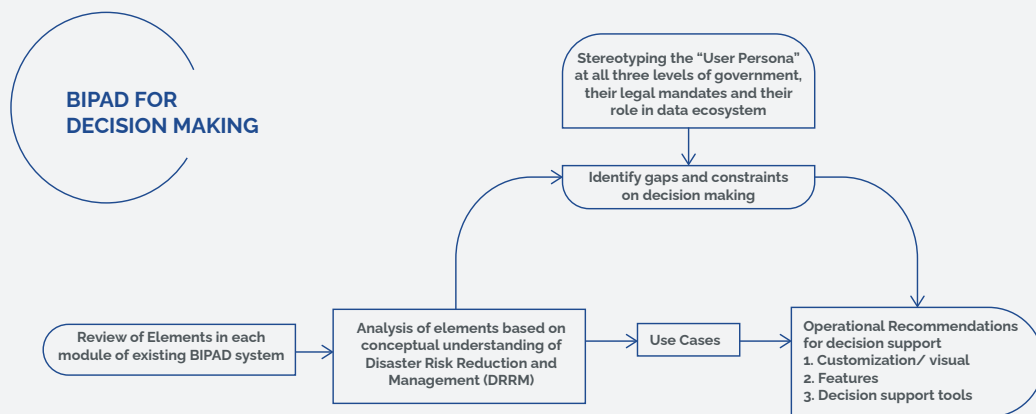 BIPAD FOR
DECISION MAKING
Stereotyping the “User Persona”
at all three levels of government,
their legal mandates and their
role in data ecosystem
Identify gaps and constraints
on decision making
Review of Elements in each
module of existing BIPAD system
Analysis of elements based on
conceptual understanding of
Disaster Risk Reduction and
Management (DRRM)
Use Cases
Operational Recommendations
for decision support
1. Customization/ visual
2. Features
3. Decision support tools